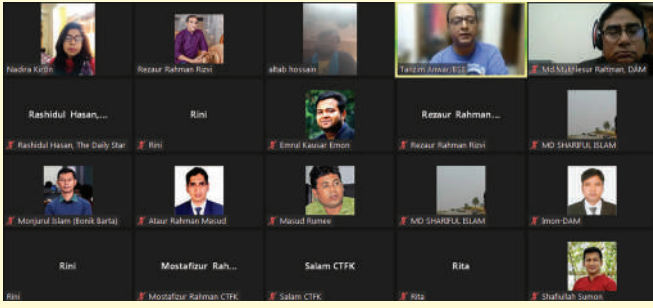 Nadira Kirtin
Rezaur Rahman Rizvi
altab hossain
Tanzim Anwar, BSS
Md.Mukhlesur Rahman, DAM
Rashidul Hasan,...
Rini
Rezaur Rahman...
Rashidul Hasan, The Daily Star
Rini
Emrul Kausar Emon
Rezaur Rahman Rizvi
MD SHARIFUL ISLAM
Monjurul Islam (Bonik Barta)
Ataur Rahman Masud
Masud Rumee
MD SHARIFUL ISLAM
Imon-DAM
Rini
Mostafizur Rah...
Salam CTFK
Rita
Rini
Mostafizur Rahman CTFK
Salam CTFK
Rita
Shafiullah Sumon